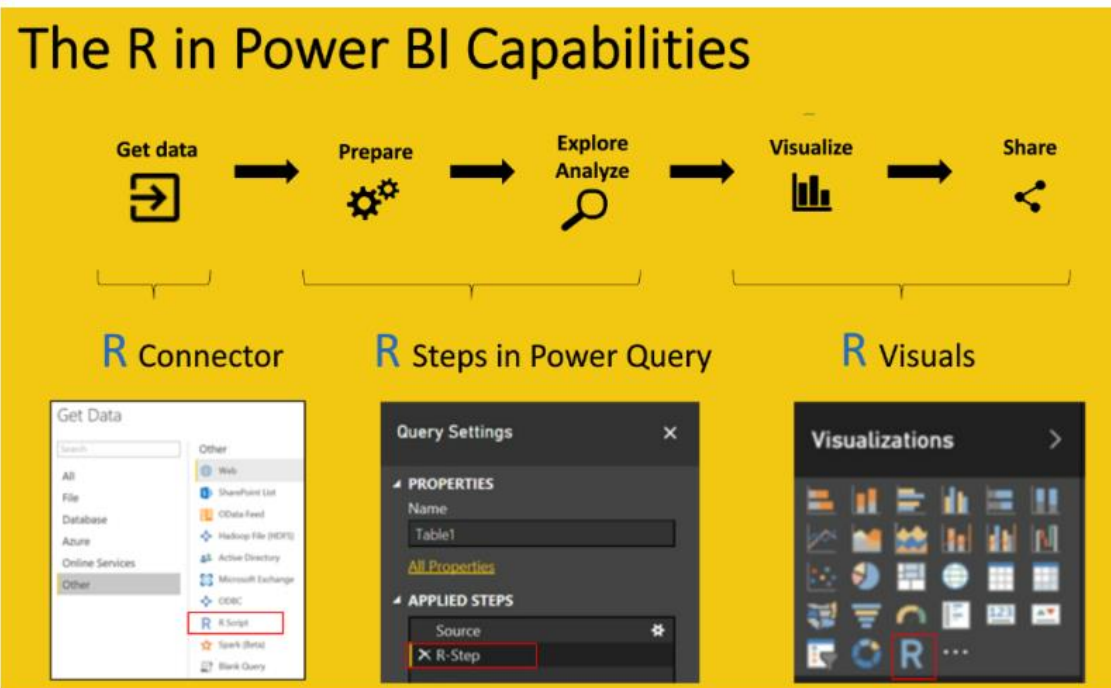 The R in Power BI Capabilities
Get data
Prepare
Explore
Analyze
Visualize
Share
R Connector
R Steps in Power Query
R Visuals
Get Data
Search
All
File
Database
Azure
Online Services
Other
Other
Web
SharePoint List
OData Feed
Hadoop File (HDFS)
Active Directory
Microsoft Exchange
ODBC
R R Script
Spark (Beta)
Blank Query
Query Settings
PROPERTIES
Name
Table1
All Properties
APPLIED STEPS
Source
R-Step
Visualizations
123
R